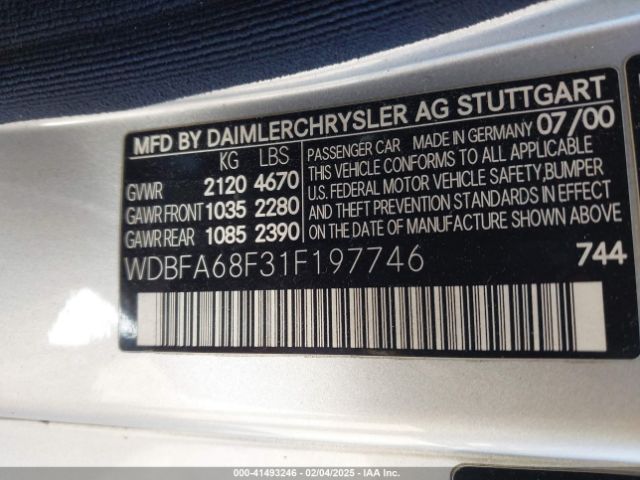 MFD BY DAIMLERCHRYSLER AG STUTTGART
KG LBS
GVWR 2120 4670
GAWR FRONT 1035 2280
GAWR REAR 1085 2390
PASSENGER CAR MADE IN GERMANY 07/00
THIS VEHICLE CONFORMS TO ALL APPLICABLE
U.S. FEDERAL MOTOR VEHICLE SAFETY,BUMPER
AND THEFT PREVENTION STANDARDS IN EFFECT
ON THE DATE OF MANUFACTURE SHOWN ABOVE
WDBFA68F31F197746 744
000-41493246 - 02/04/2025 - IAA Inc.